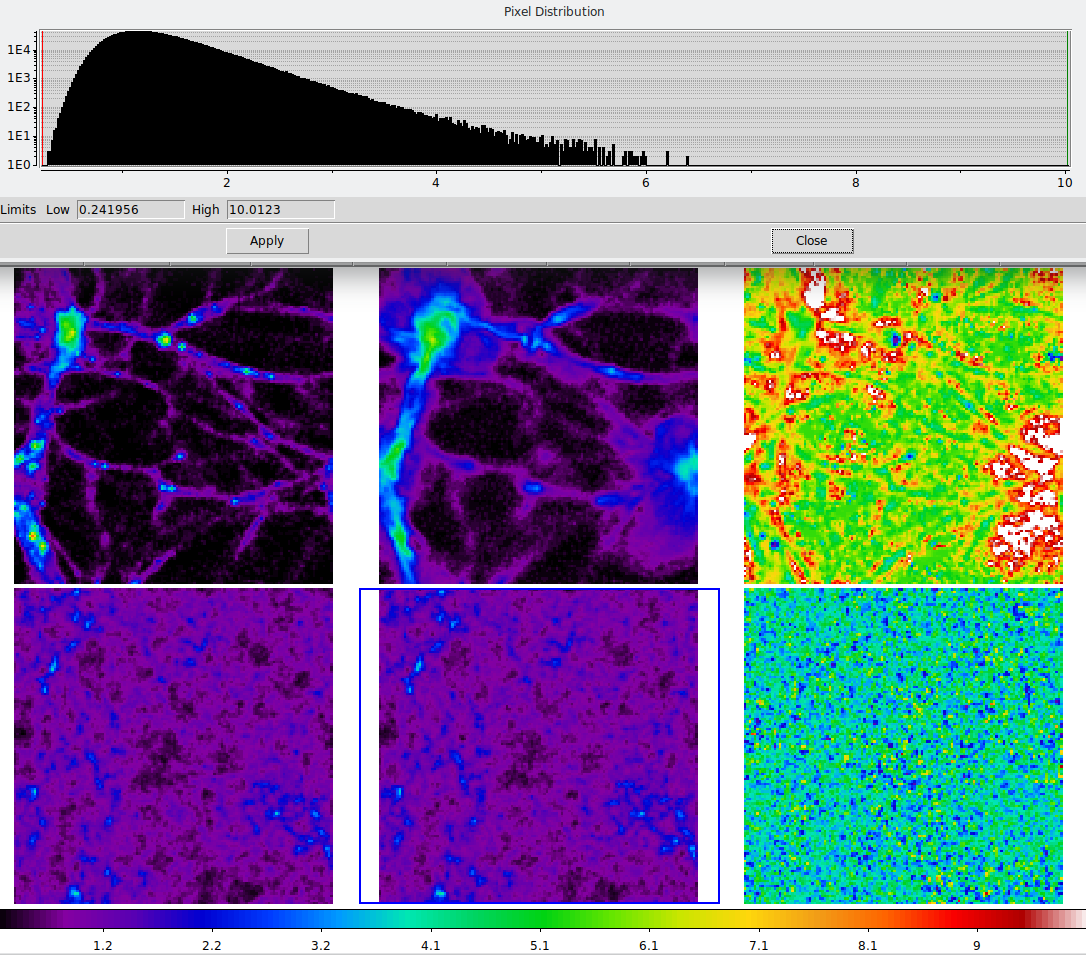 Pixel Distribution
1E4
1E3
1E2
1E1
1E0
2 4 6 8 10
Limits Low 0.241956 High 10.0123
Apply Close
1.2 2.2 3.2 4.1 5.1 6.1 7.1 8.1 9